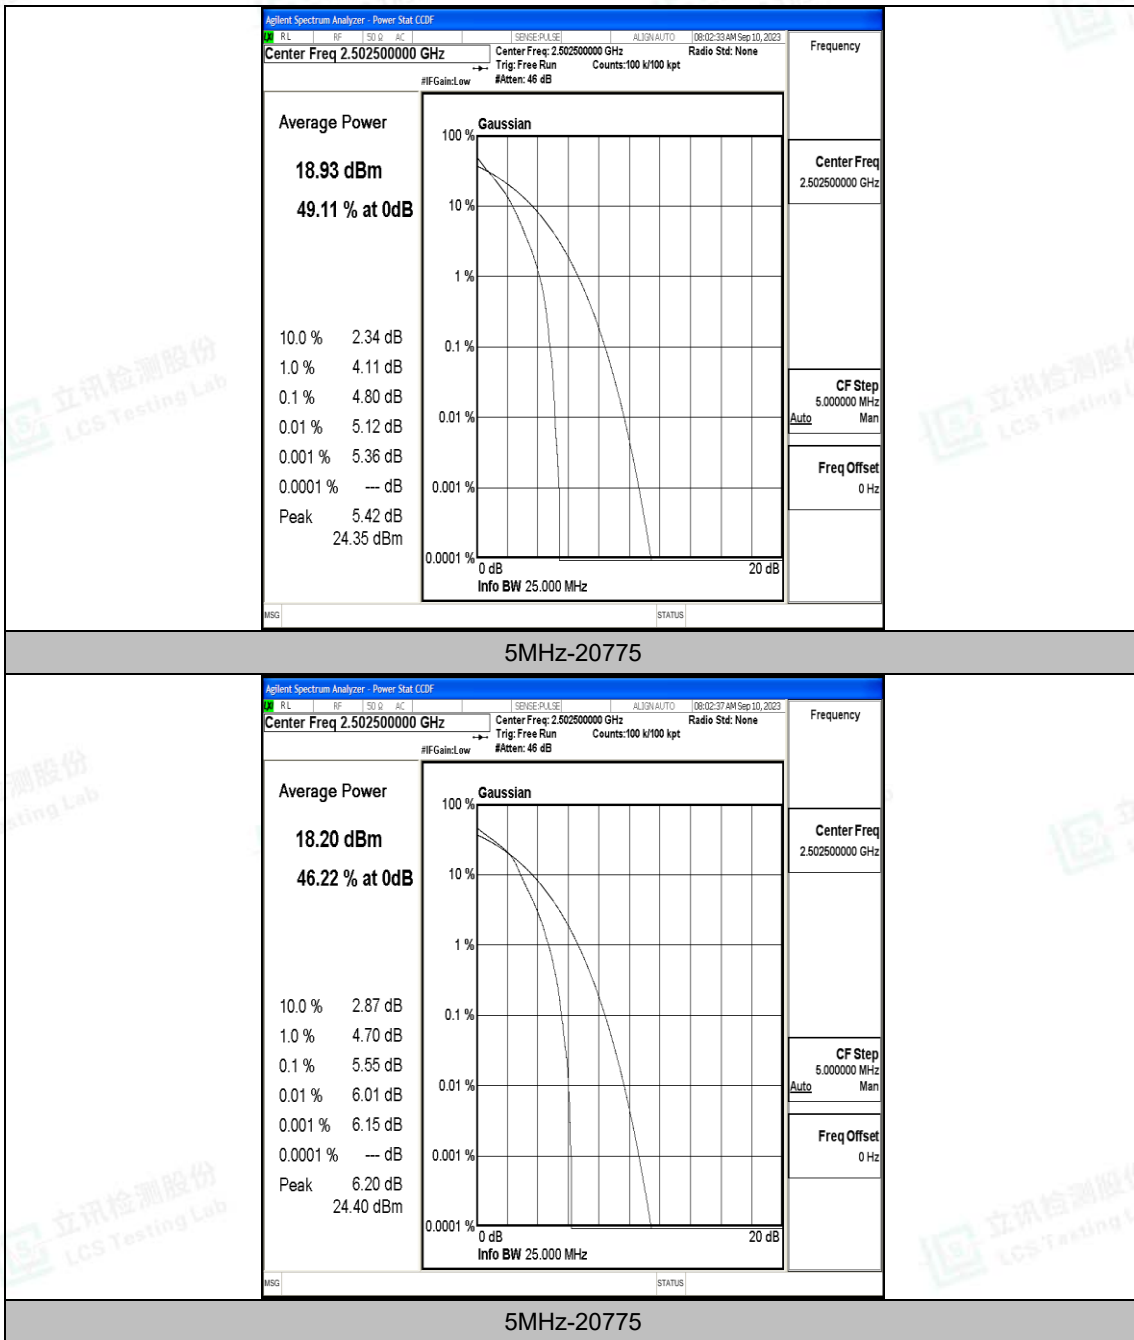 Agilent Spectrum Analyzer - Power Stat CCDF
RL RF 50 Ω AC SENSE:PULSE ALIGNAUTO 08:02:33 AM Sep 10, 2023
Center Freq 2.502500000 GHz
Center Freq: 2.502500000 GHz Radio Std: None
Trig: Free Run Counts:100 k/100 kpt
#IFGain:Low #Atten: 46 dB
Frequency
Average Power
18.93 dBm
49.11 % at 0dB
10.0 % 2.34 dB
1.0 % 4.11 dB
0.1 % 4.80 dB
0.01 % 5.12 dB
0.001 % 5.36 dB
0.0001 % --- dB
Peak 5.42 dB
24.35 dBm
Gaussian
100 %
10 %
1 %
0.1 %
0.01 %
0.001 %
0.0001 %
0 dB 20 dB
Info BW 25.000 MHz
Center Freq
2.502500000 GHz
CF Step
5.000000 MHz
Auto Man
Freq Offset
0 Hz
MSG STATUS
5MHz-20775
Agilent Spectrum Analyzer - Power Stat CCDF
RL RF 50 Ω AC SENSE:PULSE ALIGNAUTO 08:02:37 AM Sep 10, 2023
Center Freq 2.502500000 GHz
Center Freq: 2.502500000 GHz Radio Std: None
Trig: Free Run Counts:100 k/100 kpt
#IFGain:Low #Atten: 46 dB
Frequency
Average Power
18.20 dBm
46.22 % at 0dB
10.0 % 2.87 dB
1.0 % 4.70 dB
0.1 % 5.55 dB
0.01 % 6.01 dB
0.001 % 6.15 dB
0.0001 % --- dB
Peak 6.20 dB
24.40 dBm
Gaussian
100 %
10 %
1 %
0.1 %
0.01 %
0.001 %
0.0001 %
0 dB 20 dB
Info BW 25.000 MHz
Center Freq
2.502500000 GHz
CF Step
5.000000 MHz
Auto Man
Freq Offset
0 Hz
MSG STATUS
5MHz-20775
立讯检测股份
LCS Testing Lab